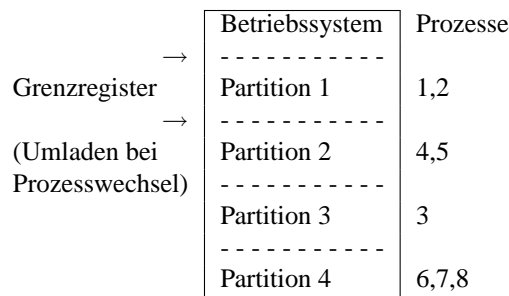 Betriebssystem Prozesse
→ - - - - - - - - - - -
Grenzregister Partition 1 1,2
→ - - - - - - - - - - -
(Umladen bei Partition 2 4,5
Prozesswechsel) - - - - - - - - - - -
Partition 3 3
- - - - - - - - - - -
Partition 4 6,7,8